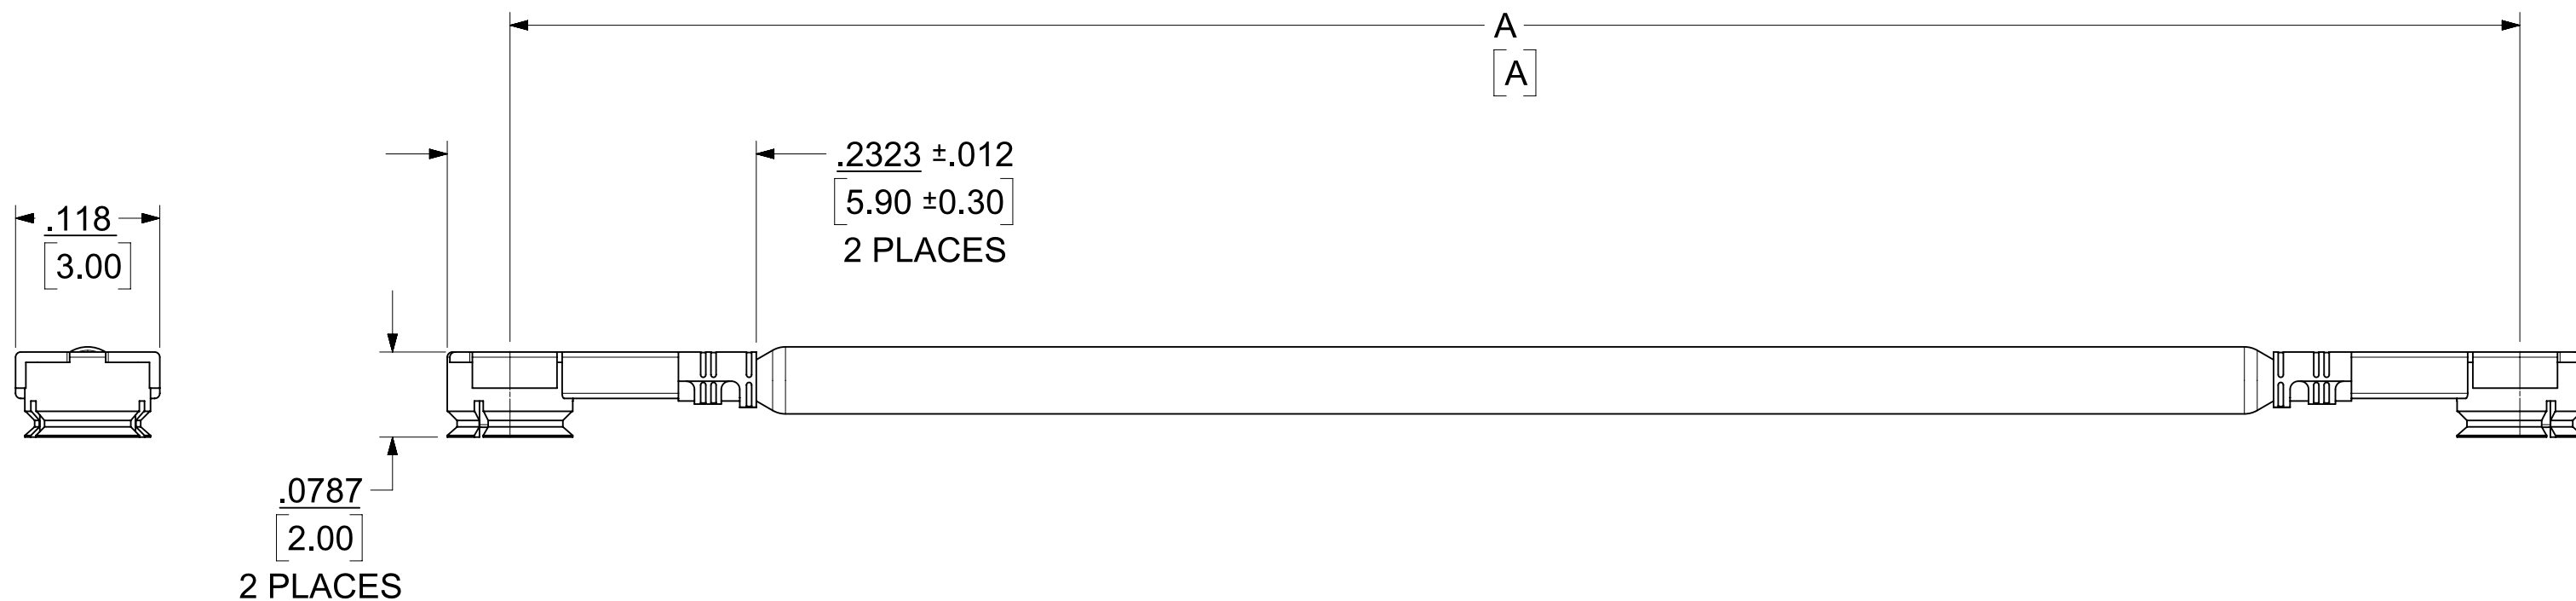 A
[A]
.2323 ±.012
[5.90 ±0.30]
2 PLACES
.118
[3.00]
.0787
[2.00]
2 PLACES